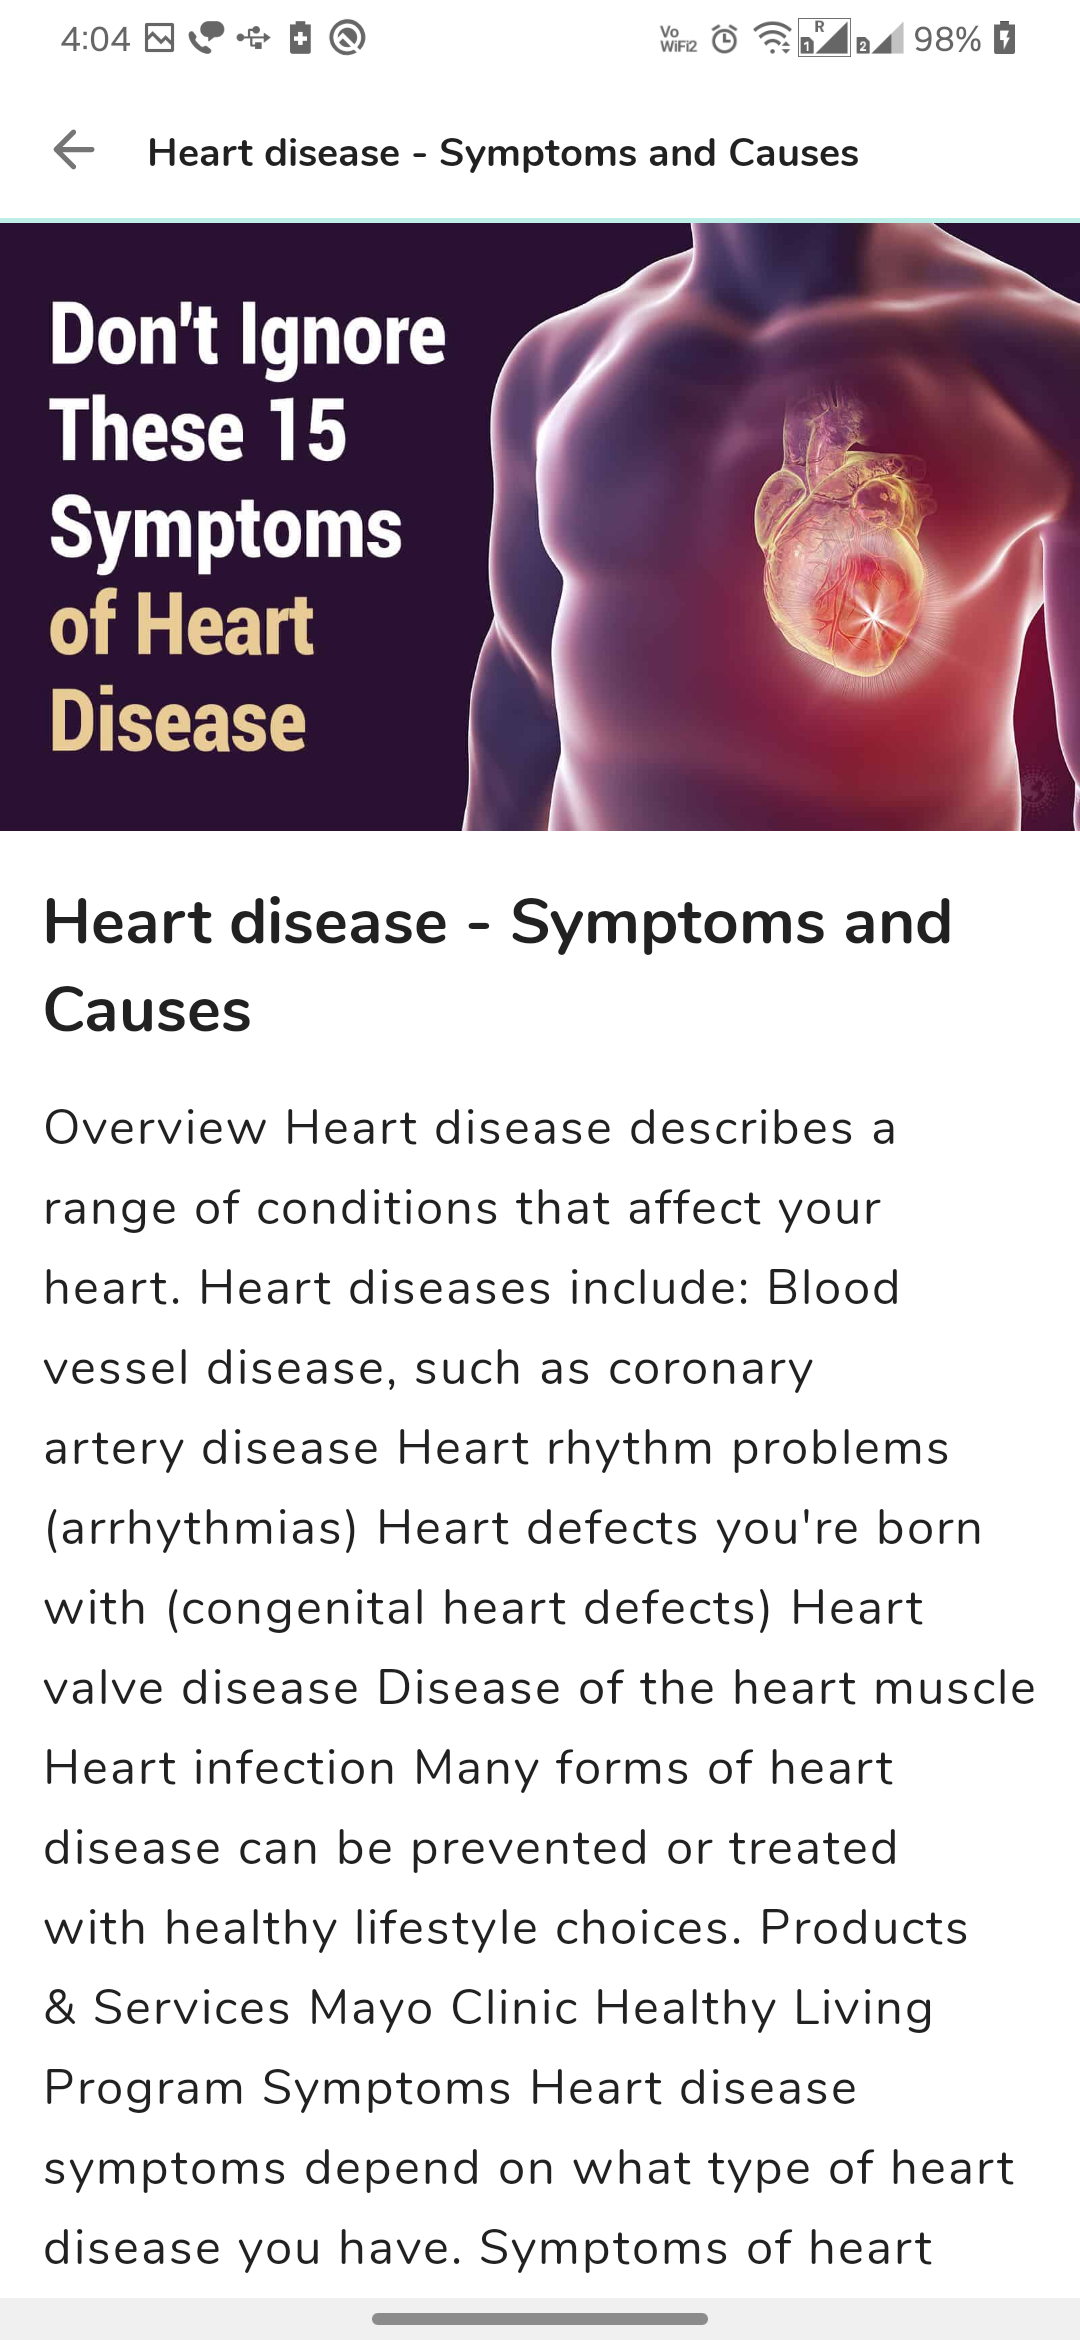 4:04
Vo
WiFi2
R
1
2
98%
Heart disease - Symptoms and Causes
Don't Ignore
These 15
Symptoms
of Heart
Disease
Heart disease - Symptoms and
Causes
Overview Heart disease describes a
range of conditions that affect your
heart. Heart diseases include: Blood
vessel disease, such as coronary
artery disease Heart rhythm problems
(arrhythmias) Heart defects you're born
with (congenital heart defects) Heart
valve disease Disease of the heart muscle
Heart infection Many forms of heart
disease can be prevented or treated
with healthy lifestyle choices. Products
& Services Mayo Clinic Healthy Living
Program Symptoms Heart disease
symptoms depend on what type of heart
disease you have. Symptoms of heart